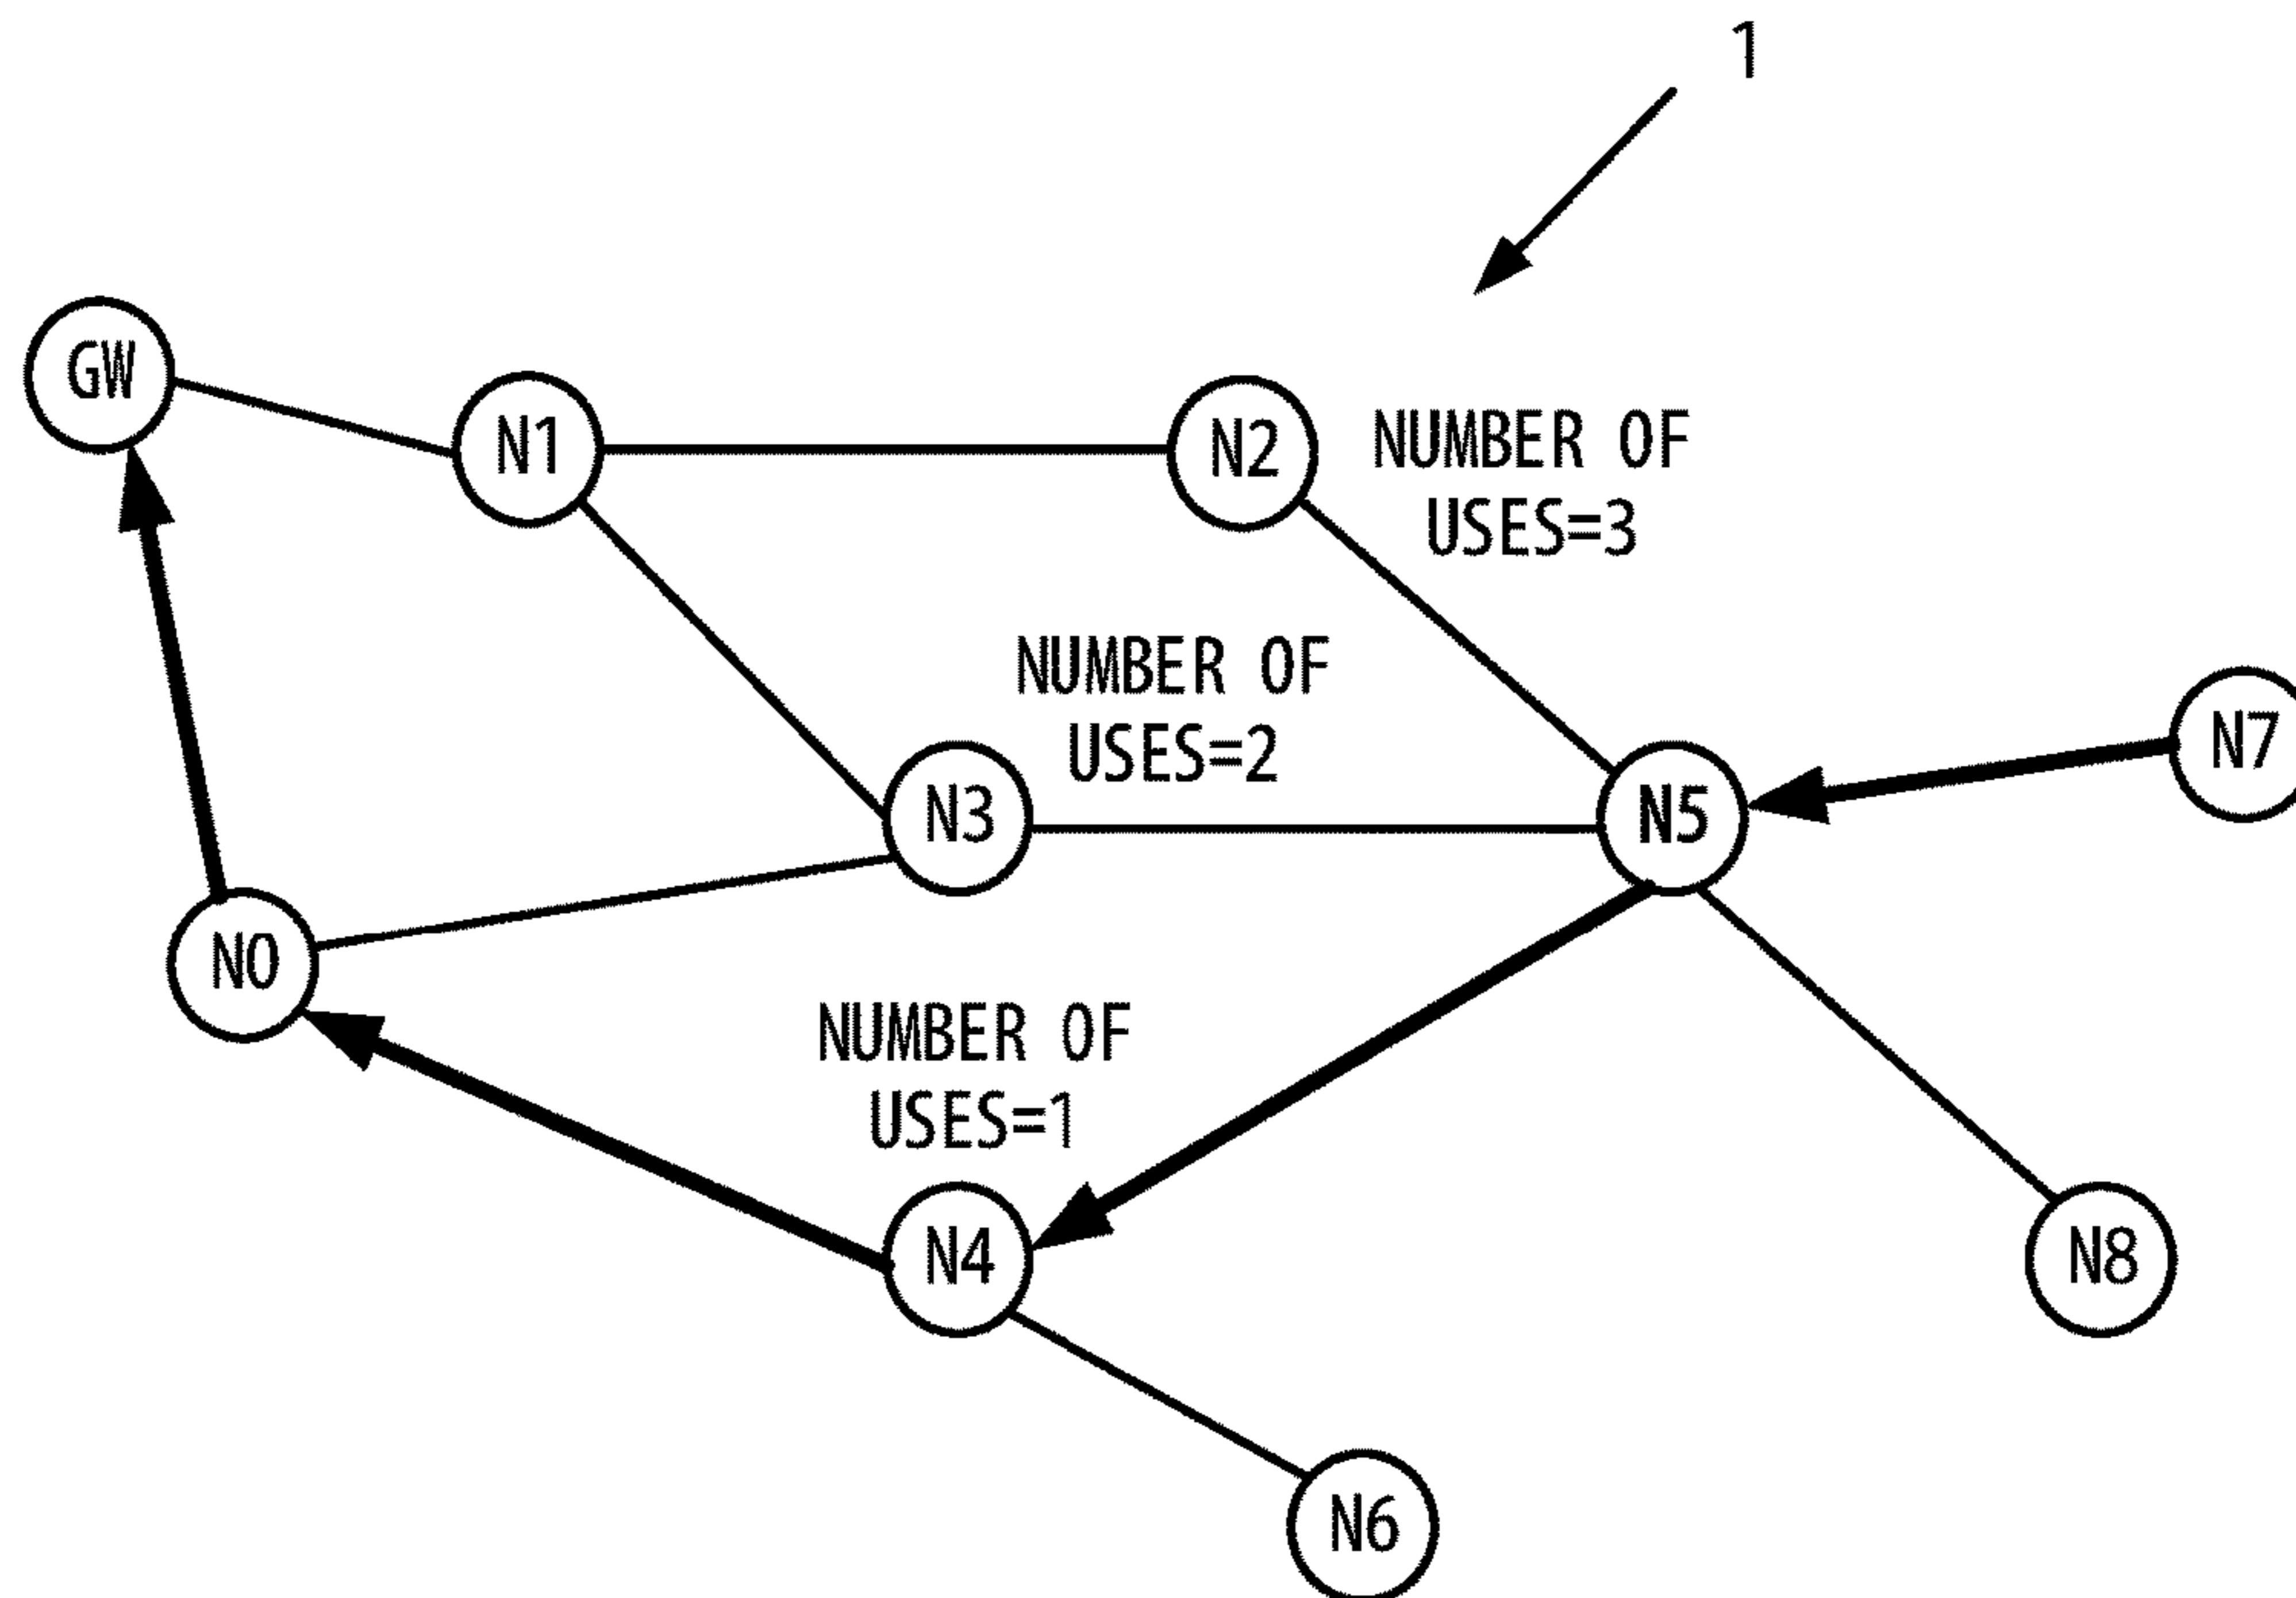 1
GW
N1
N2
NUMBER OF
USES=3
NUMBER OF
USES=2
N7
N3
N5
N0
NUMBER OF
USES=1
N4
N8
N6